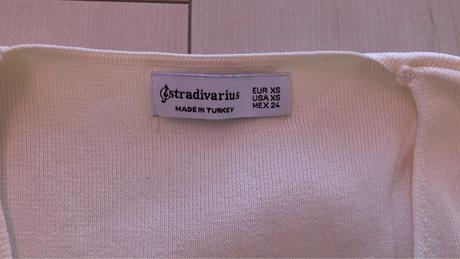 stradivarius
MADE IN TURKEY
EUR XS
USA XS
MEX 24